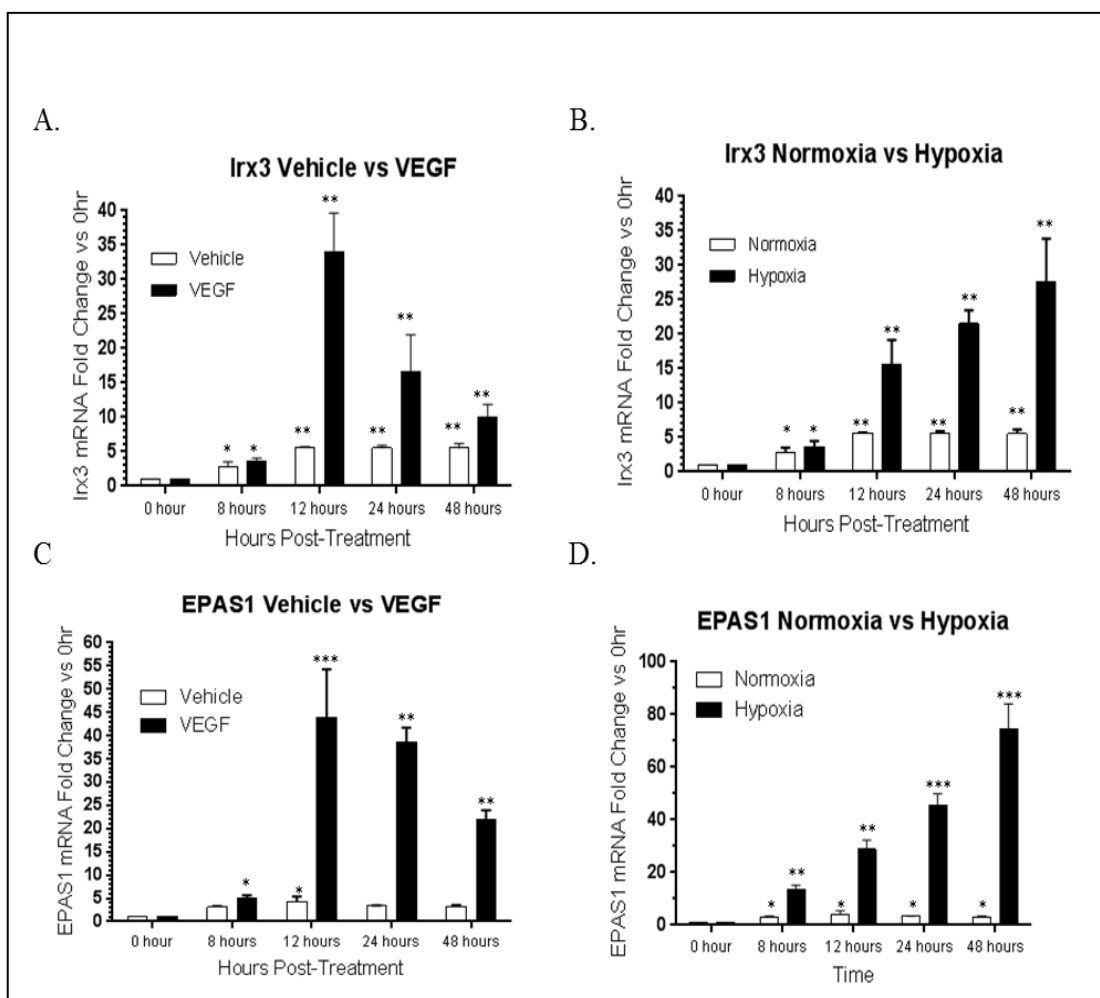 A.
Irx3 Vehicle vs VEGF
Irx3 mRNA Fold Change vs 0hr
40
35
30
25
20
15
10
5
0
Vehicle
VEGF
* * ** ** ** ** ** **
0 hour 8 hours 12 hours 24 hours 48 hours
Hours Post-Treatment
B.
Irx3 Normoxia vs Hypoxia
Irx3 mRNA Fold Change vs 0hr
40
35
30
25
20
15
10
5
0
Normoxia
Hypoxia
* * ** ** ** ** ** **
0 hour 8 hours 12 hours 24 hours 48 hours
Hours Post-Treatment
C
EPAS1 Vehicle vs VEGF
EPAS1 mRNA Fold Change vs 0hr
60
55
50
45
40
35
30
25
20
15
10
5
0
Vehicle
VEGF
* * *** ** **
0 hour 8 hours 12 hours 24 hours 48 hours
Hours Post-Treatment
D.
EPAS1 Normoxia vs Hypoxia
EPAS1 mRNA Fold Change vs 0hr
100
80
60
40
20
0
Normoxia
Hypoxia
* ** * ** * *** * ***
0 hour 8 hours 12 hours 24 hours 48 hours
Time